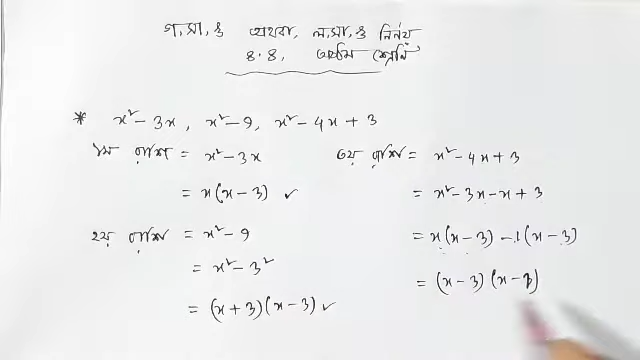 গ.সা.গু অথবা, ল.সা.গু নির্নয়
৪.৪, অষ্টম শ্রেণি
* x² - 3x, x² - 9, x² - 4x + 3
১ম রাশি = x² - 3x
= x(x - 3) ✓
২য় রাশি = x² - 9
= x² - 3²
= (x + 3)(x - 3) ✓
৩য় রাশি = x² - 4x + 3
= x² - 3x - x + 3
= x(x - 3) - 1(x - 3)
= (x - 3)(x - 1)